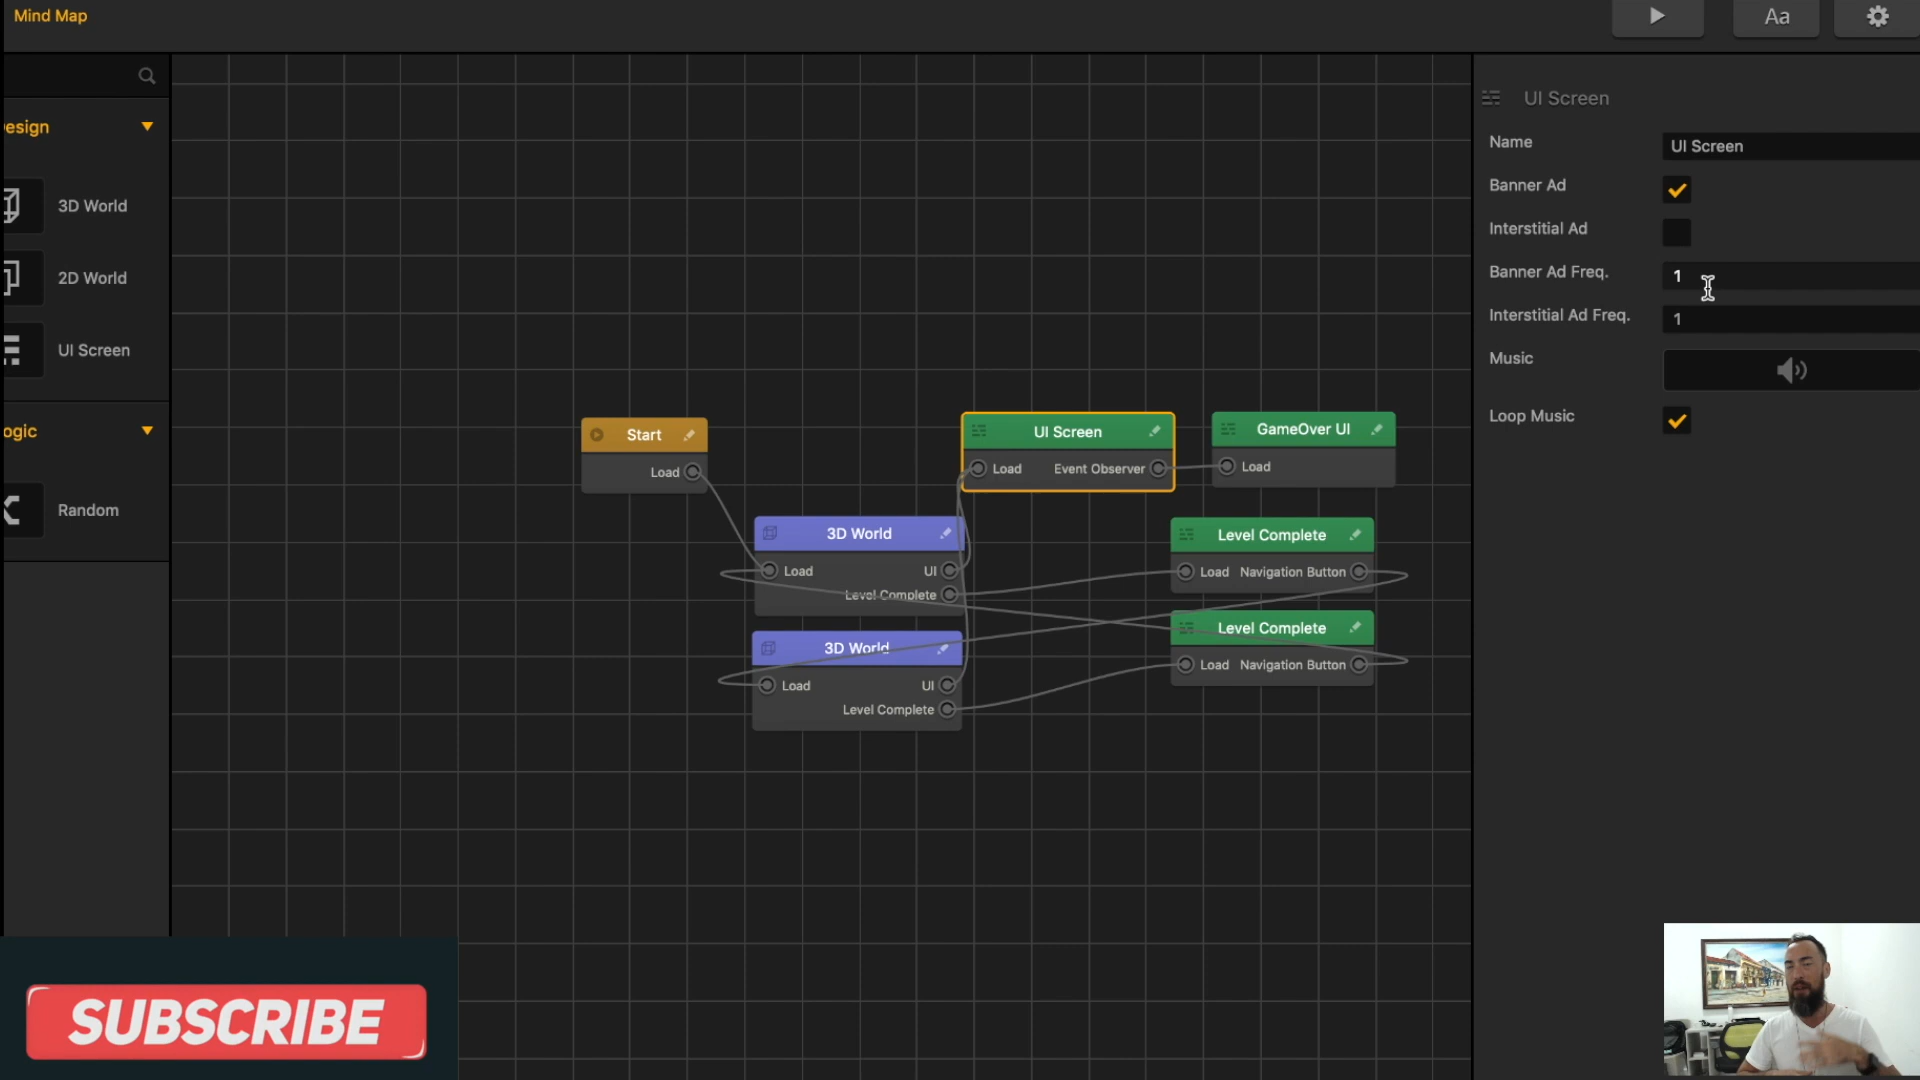 Mind Map
Aa
esign
3D World
2D World
UI Screen
ogic
Random
Start
Load
UI Screen
Load Event Observer
GameOver UI
Load
3D World
Load UI
Level Complete
Level Complete
Load Navigation Button
3D World
Load UI
Level Complete
Level Complete
Load Navigation Button
UI Screen
Name UI Screen
Banner Ad
Interstitial Ad
Banner Ad Freq. 1
Interstitial Ad Freq. 1
Music
Loop Music
SUBSCRIBE